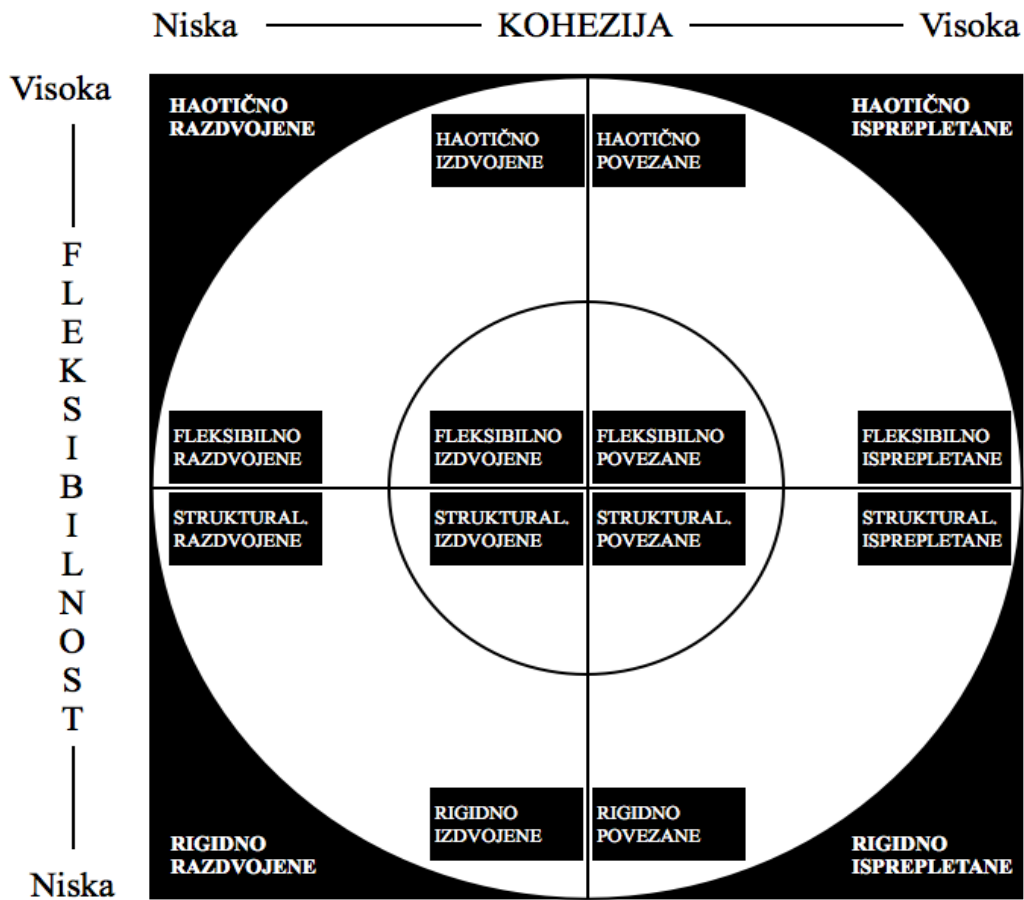 Niska KOHEZIJA Visoka
Visoka
FLEKSIBILNOST
Niska
HAOTIČNO
RAZDVOJENE
HAOTIČNO
IZDVOJENE
HAOTIČNO
POVEZANE
HAOTIČNO
ISPREPLETANE
FLEKSIBILNO
RAZDVOJENE
FLEKSIBILNO
IZDVOJENE
FLEKSIBILNO
POVEZANE
FLEKSIBILNO
ISPREPLETANE
STRUKTURAL.
RAZDVOJENE
STRUKTURAL.
IZDVOJENE
STRUKTURAL.
POVEZANE
STRUKTURAL.
ISPREPLETANE
RIGIDNO
RAZDVOJENE
RIGIDNO
IZDVOJENE
RIGIDNO
POVEZANE
RIGIDNO
ISPREPLETANE